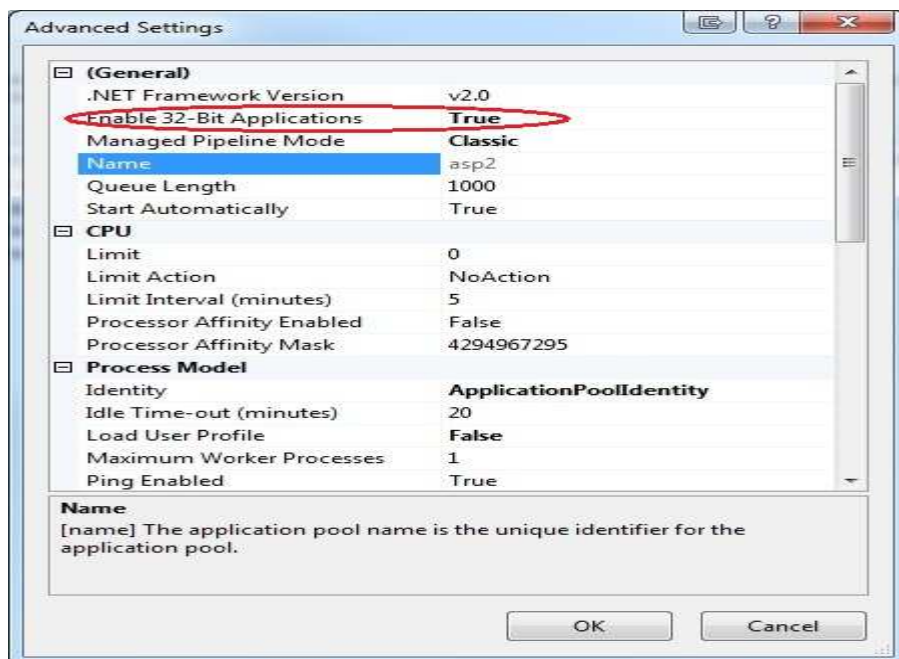 Advanced Settings
(General)
.NET Framework Version v2.0
Enable 32-Bit Applications True
Managed Pipeline Mode Classic
Name asp2
Queue Length 1000
Start Automatically True
CPU
Limit 0
Limit Action NoAction
Limit Interval (minutes) 5
Processor Affinity Enabled False
Processor Affinity Mask 4294967295
Process Model
Identity ApplicationPoolIdentity
Idle Time-out (minutes) 20
Load User Profile False
Maximum Worker Processes 1
Ping Enabled True
Name
[name] The application pool name is the unique identifier for the
application pool.
OK Cancel